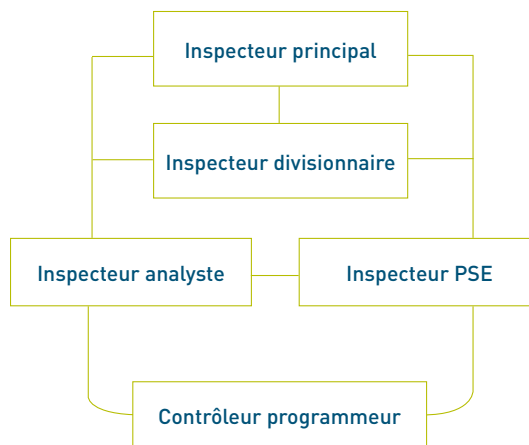 Inspecteur principal
Inspecteur divisionnaire
Inspecteur analyste
Inspecteur PSE
Contrôleur programmeur